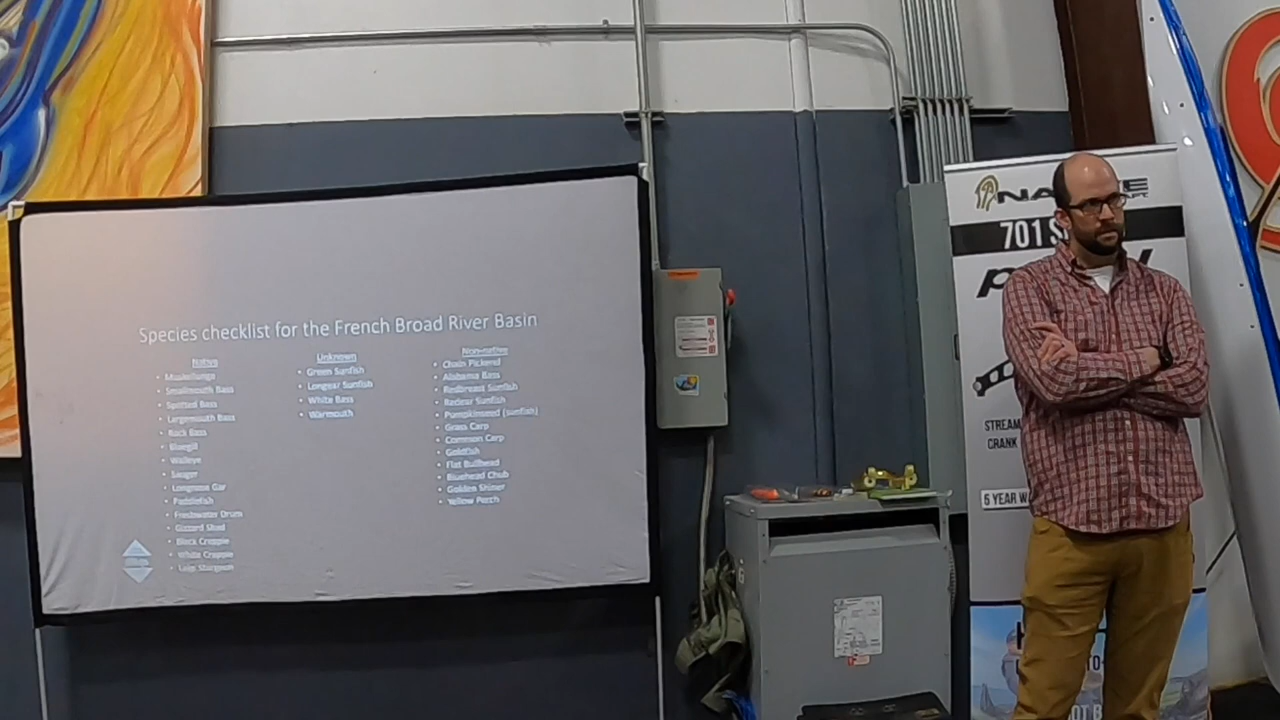 Species checklist for the French Broad River Basin
Native
• Muskellunge
• Smallmouth Bass
• Spotted Bass
• Largemouth Bass
• Rock Bass
• Bluegill
• Walleye
• Sauger
• Longnose Gar
• Paddlefish
• Freshwater Drum
• Gizzard Shad
• Black Crappie
• White Crappie
• Lake Sturgeon
Unknown
• Green Sunfish
• Longear Sunfish
• White Bass
• Warmouth
Non-native
• Chain Pickerel
• Alabama Bass
• Redbreast Sunfish
• Redear Sunfish
• Pumpkinseed (sunfish)
• Grass Carp
• Common Carp
• Goldfish
• Flat Bullhead
• Bluehead Chub
• Golden Shiner
• Yellow Perch
701 S
STREAM
CRANK